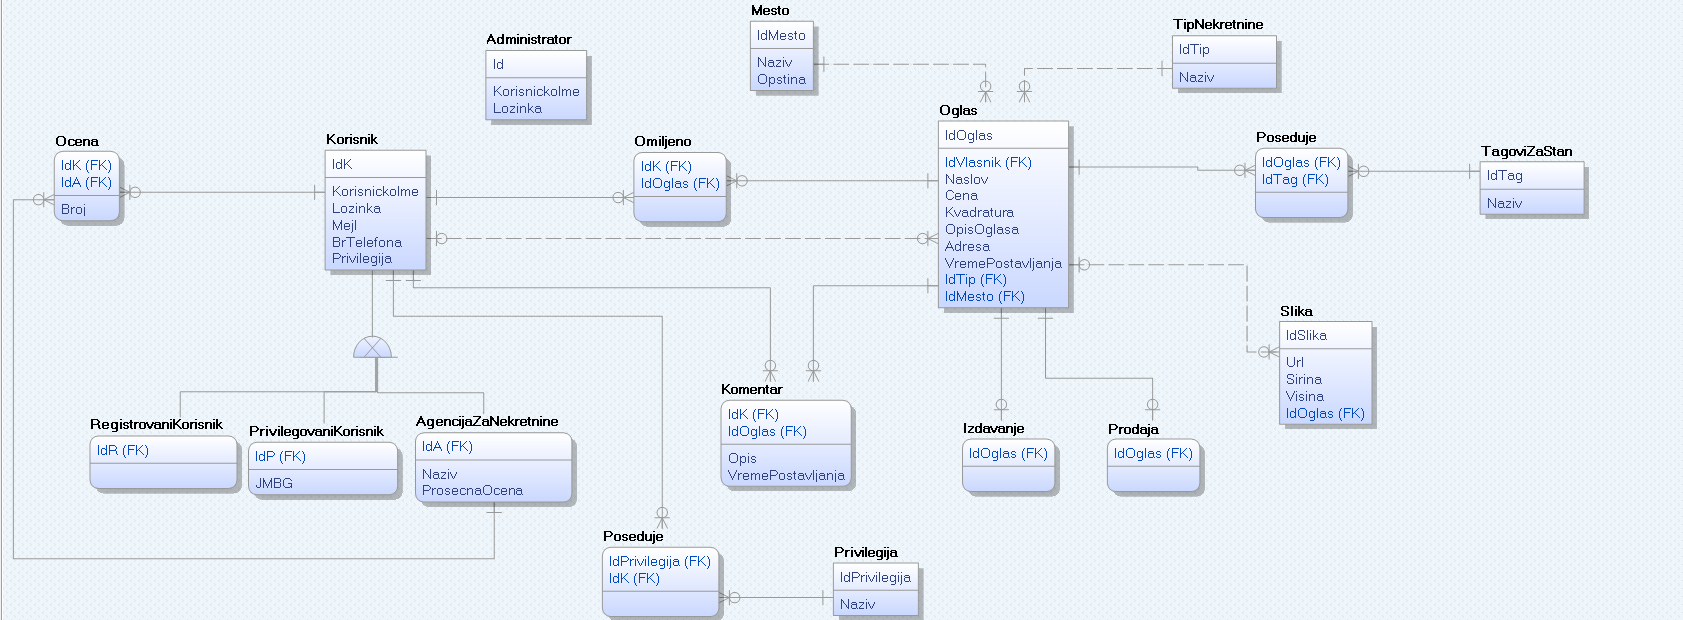 Mesto
IdMesto
Naziv
Opstina
TipNekretnine
IdTip
Naziv
Administrator
Id
KorisnickoIme
Lozinka
Oglas
IdOglas
IdVlasnik (FK)
Naslov
Cena
Kvadratura
OpisOglasa
Adresa
VremePostavljanja
IdTip (FK)
IdMesto (FK)
Ocena
IdK (FK)
IdA (FK)
Broj
Korisnik
IdK
KorisnickoIme
Lozinka
Mejl
BrTelefona
Privilegija
Omiljeno
IdK (FK)
IdOglas (FK)
Poseduje
IdOglas (FK)
IdTag (FK)
TagoviZaStan
IdTag
Naziv
Slika
IdSlika
Url
Sirina
Visina
IdOglas (FK)
RegistrovaniKorisnik
IdR (FK)
PrivilegovaniKorisnik
IdP (FK)
JMBG
AgencijaZaNekretnine
IdA (FK)
Naziv
ProsecnaOcena
Komentar
IdK (FK)
IdOglas (FK)
Opis
VremePostavljanja
Izdavanje
IdOglas (FK)
Prodaja
IdOglas (FK)
Poseduje
IdPrivilegija (FK)
IdK (FK)
Privilegija
IdPrivilegija
Naziv